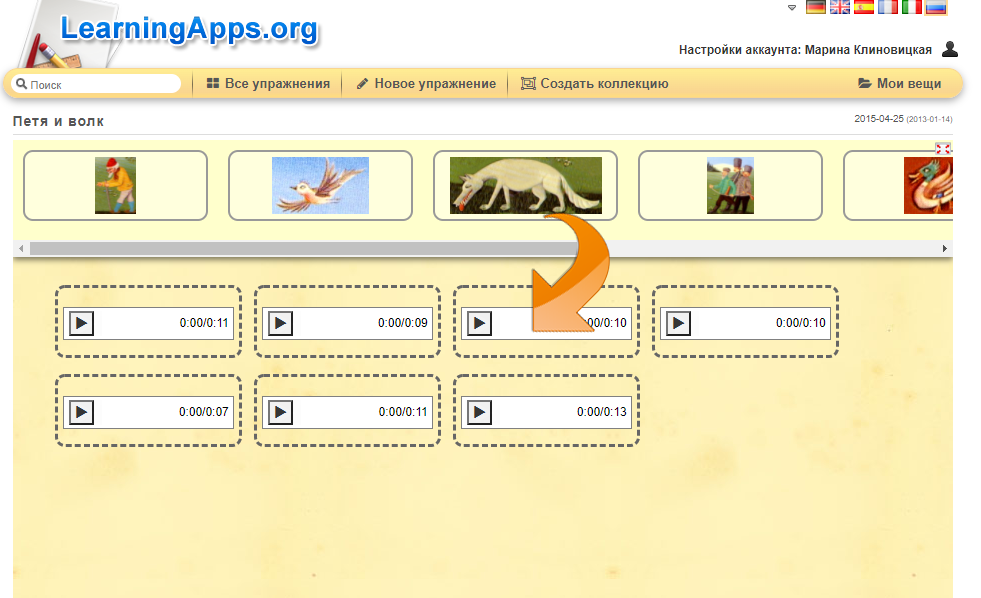 LearningApps.org
Настройки аккаунта: Марина Клиновицкая
Поиск
Все упражнения
Новое упражнение
Создать коллекцию
Мои вещи
Петя и волк
2015-04-25 (2013-01-14)
0:00/0:11
0:00/0:09
:00/0:10
0:00/0:10
0:00/0:07
0:00/0:11
0:00/0:13